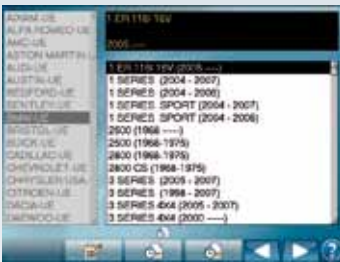 ADAM-UE
ALFA ROMEO-UE
AMC-UE
ASTON MARTIN
AUDI-UE
AUSTIN-UE
BEDFORD-UE
BENTLEY-UE
BMW-UE
BRISTOL-UE
BUICK-UE
CADILLAC-UE
CHEVROLET-UE
CHRYSLER USA
CITROEN-UE
DACIA-UE
DAEWOO-UE
1 ER 116i 16V
2005 ----
1 ER 116i 16V (2005 ----)
1 SERIES (2004 - 2007)
1 SERIES (2004 - 2006)
1 SERIES SPORT (2004 - 2007)
1 SERIES SPORT (2004 - 2006)
2500 (1968 ----)
2500 (1968-1975)
2800 (1968-1975)
2800 CS (1968-1975)
3 SERIES (2005 - 2007)
3 SERIES (1998 - 2007)
3 SERIES 4X4 (2005 - 2007)
3 SERIES 4X4 (2000 ----)
?